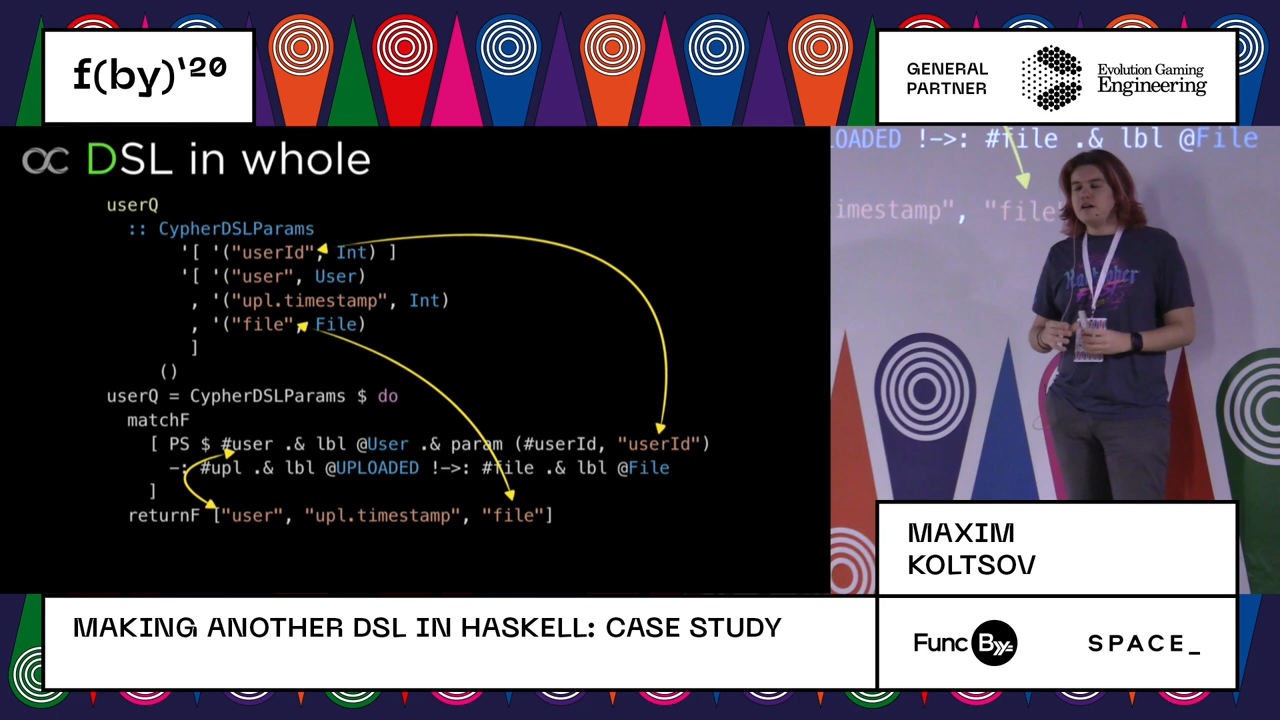 f(by)'20
GENERAL
PARTNER
Evolution Gaming
Engineering
DSL in whole
userQ
:: CypherDSLParams
'[ '("userId", Int) ]
'[ '("user", User)
, '("upl.timestamp", Int)
, '("file", File)
]
()
userQ = CypherDSLParams $ do
matchF
[ PS $ #user .& lbl @User .& param (#userId, "userId")
-: #upl .& lbl @UPLOADED !->: #file .& lbl @File
]
returnF ["user", "upl.timestamp", "file"]
OADED !->: #file .& lbl @File
imestamp", "file"
MAXIM
KOLTSOV
MAKING ANOTHER DSL IN HASKELL: CASE STUDY
Func By
SPACE_